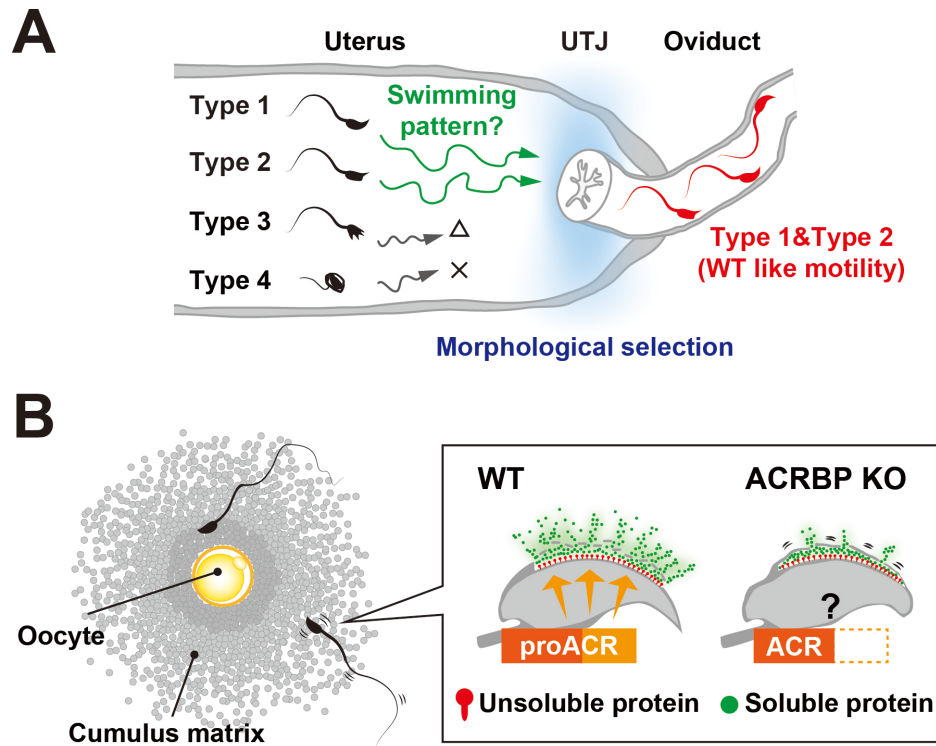 A
Uterus
UTJ
Oviduct
Type 1
Type 2
Type 3
Type 4
Swimming
pattern?
△
×
Type 1&Type 2
(WT like motility)
Morphological selection
B
Oocyte
Cumulus matrix
WT
ACRBP KO
proACR
?
ACR
Unsoluble protein
Soluble protein